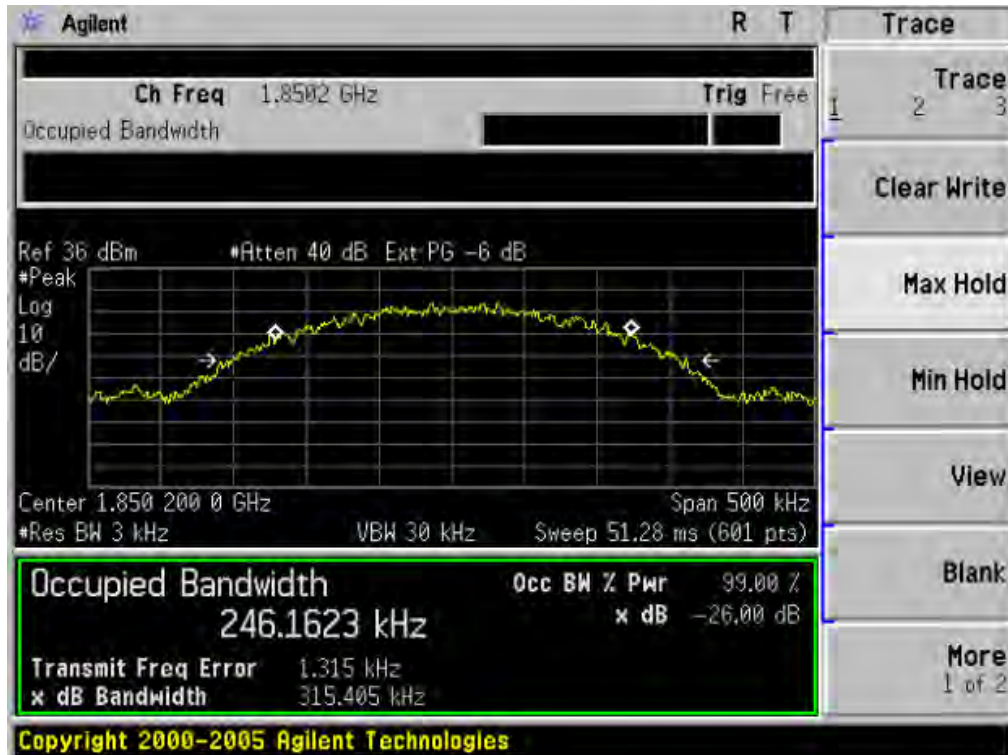 Agilent R T Trace
Ch Freq 1.8502 GHz Trig Free
Occupied Bandwidth
Trace
1 2 3
Clear Write
Max Hold
Min Hold
View
Blank
More
1 of 2
Ref 36 dBm #Atten 40 dB Ext PG -6 dB
#Peak
Log
10
dB/
Center 1.850 200 0 GHz Span 500 kHz
#Res BW 3 kHz VBW 30 kHz Sweep 51.28 ms (601 pts)
Occupied Bandwidth
246.1623 kHz
Occ BW % Pwr 99.00 %
x dB -26.00 dB
Transmit Freq Error 1.315 kHz
x dB Bandwidth 315.405 kHz
Copyright 2000-2005 Agilent Technologies